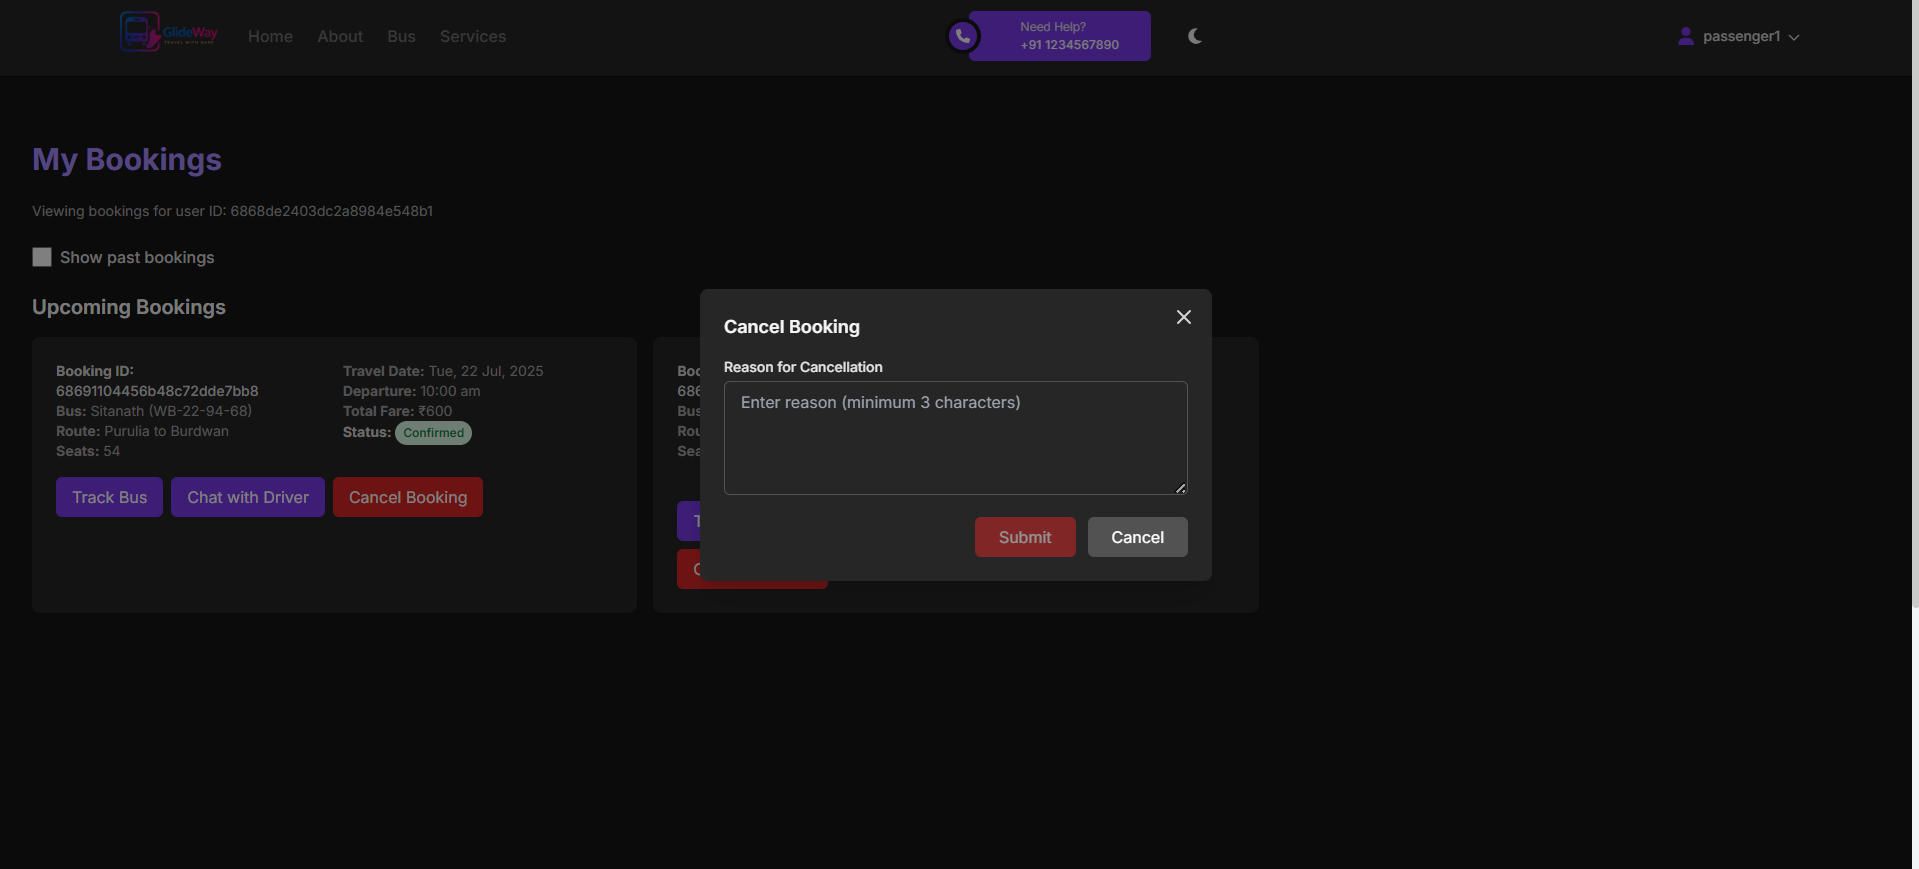 GlideWay
TRAVEL WITH EASE
Home
About
Bus
Services
Need Help?
+91 1234567890
passenger1
My Bookings
Viewing bookings for user ID: 6868de2403dc2a8984e548b1
Show past bookings
Upcoming Bookings
Booking ID:
68691104456b48c72dde7bb8
Bus: Sitanath (WB-22-94-68)
Route: Purulia to Burdwan
Seats: 54
Travel Date: Tue, 22 Jul, 2025
Departure: 10:00 am
Total Fare: ₹600
Status: Confirmed
Track Bus
Chat with Driver
Cancel Booking
Boo
686
Bus
Rou
Sea
T
C
Cancel Booking
Reason for Cancellation
Enter reason (minimum 3 characters)
Submit
Cancel